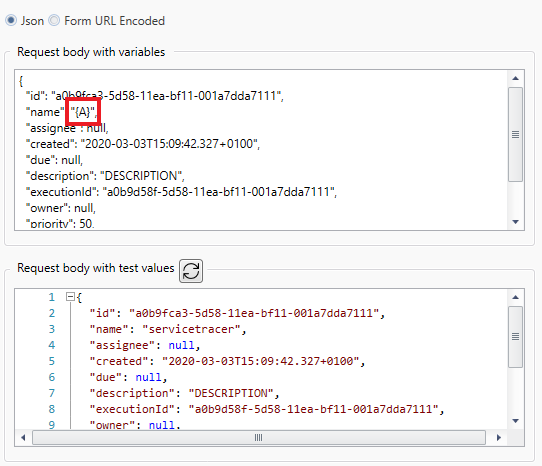 Json Form URL Encoded
Request body with variables
{
"id": "a0b9fca3-5d58-11ea-bf11-001a7dda7111",
"name": "{A}",
"assignee": null,
"created": "2020-03-03T15:09:42.327+0100",
"due": null,
"description": "DESCRIPTION",
"executionId": "a0b9d58f-5d58-11ea-bf11-001a7dda7111",
"owner": null,
"priority": 50,
Request body with test values
1 {
2 "id": "a0b9fca3-5d58-11ea-bf11-001a7dda7111",
3 "name": "servicetracer",
4 "assignee": null,
5 "created": "2020-03-03T15:09:42.327+0100",
6 "due": null,
7 "description": "DESCRIPTION",
8 "executionId": "a0b9d58f-5d58-11ea-bf11-001a7dda7111",
9 "owner": null,